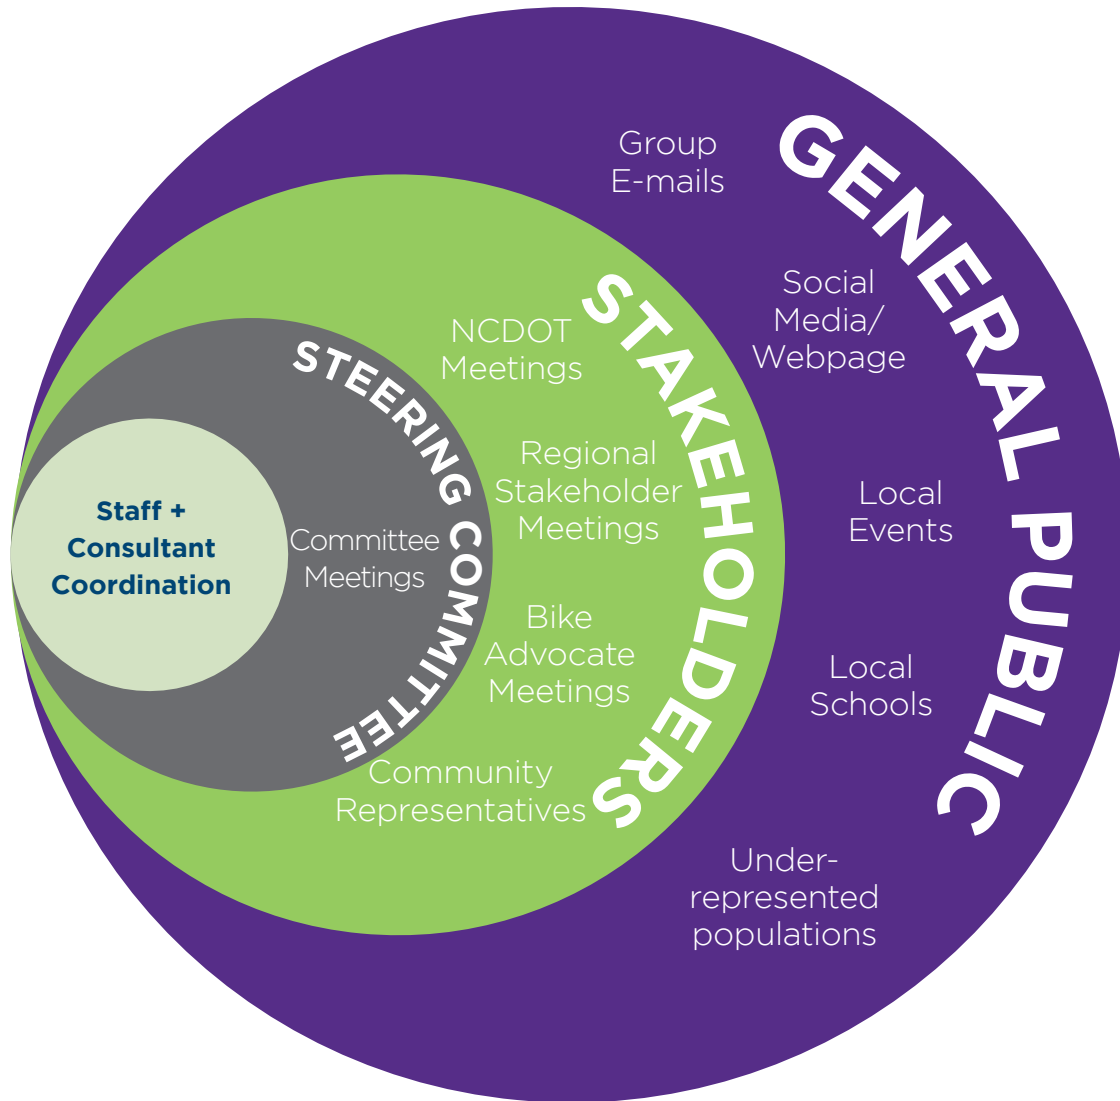 Group
E-mails
GENERAL PUBLIC
Social
Media/
Webpage
STAKEHOLDERS
NCDOT
Meetings
STEERING COMMITTEE
Regional
Stakeholder
Meetings
Local
Events
Staff +
Consultant
Coordination
Committee
Meetings
Bike
Advocate
Meetings
Local
Schools
Community
Representatives
Under-
represented
populations